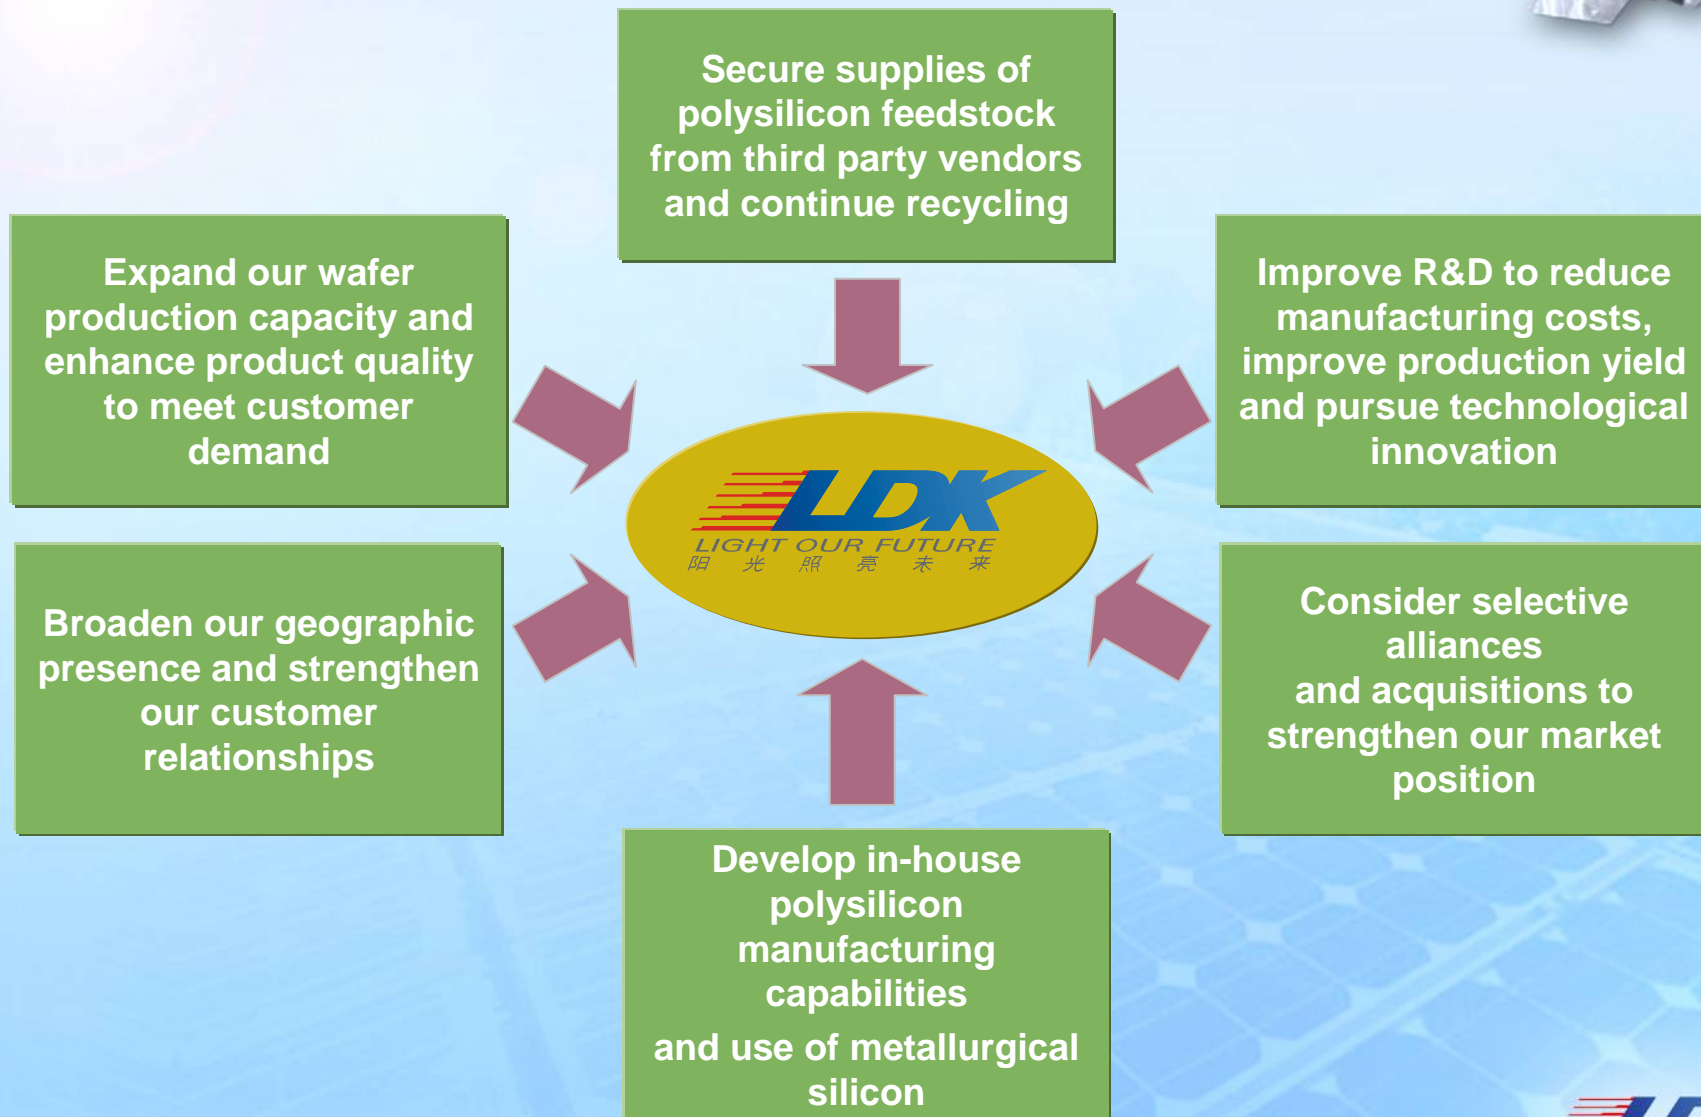 Secure supplies of
polysilicon feedstock
from third party vendors
and continue recycling
Expand our wafer
production capacity and
enhance product quality
to meet customer
demand
Improve R&D to reduce
manufacturing costs,
improve production yield
and pursue technological
innovation
LDK
LIGHT OUR FUTURE
阳光照亮未来
Broaden our geographic
presence and strengthen
our customer
relationships
Consider selective
alliances
and acquisitions to
strengthen our market
position
Develop in-house
polysilicon
manufacturing
capabilities
and use of metallurgical
silicon